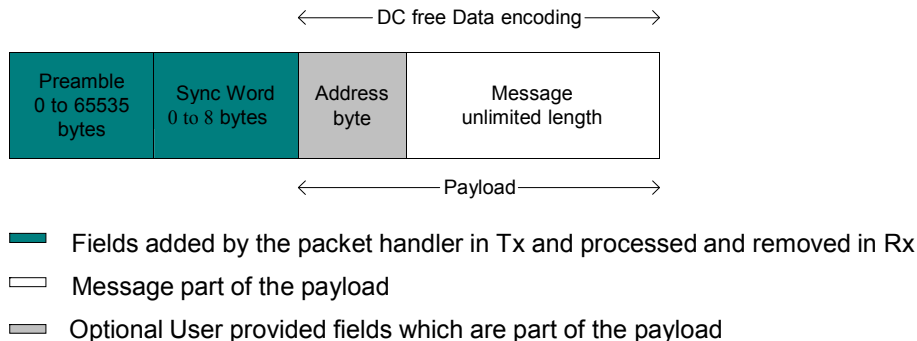 DC free Data encoding
Preamble
0 to 65535
bytes
Sync Word
0 to 8 bytes
Address
byte
Message
unlimited length
Payload
Fields added by the packet handler in Tx and processed and removed in Rx
Message part of the payload
Optional User provided fields which are part of the payload